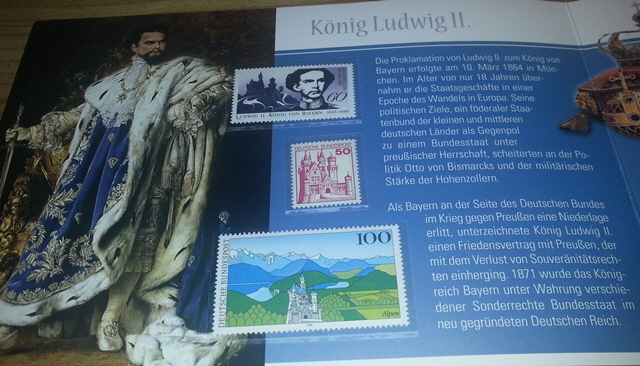 König Ludwig II.
Die Proklamation von Ludwig II. zum König von
Bayern erfolgte am 10. März 1864 in Mün-
chen. Im Alter von nur 18 Jahren über-
nahm er die Staatsgeschäfte in einer
Epoche des Wandels in Europa. Seine
politischen Ziele, ein föderaler Staa-
tenbund der kleinen und mittleren
deutschen Länder als Gegenpol
zu einem Bundesstaat unter
preußischer Herrschaft, scheiterten an der Po-
litik Otto von Bismarcks und der militärischen
Stärke der Hohenzollern.
Als Bayern an der Seite des Deutschen Bundes
im Krieg gegen Preußen eine Niederlage
erlitt, unterzeichnete König Ludwig II.
einen Friedensvertrag mit Preußen, der
mit dem Verlust von Souveränitätsrech-
ten einherging. 1871 wurde das König-
reich Bayern unter Wahrung verschie-
dener Sonderrechte Bundesstaat im
neu gegründeten Deutschen Reich.
60
LUDWIG II · KÖNIG VON BAYERN · 1845-1886
DEUTSCHE BUNDESPOST
50
DEUTSCHE BUNDESPOST
100
Alpen